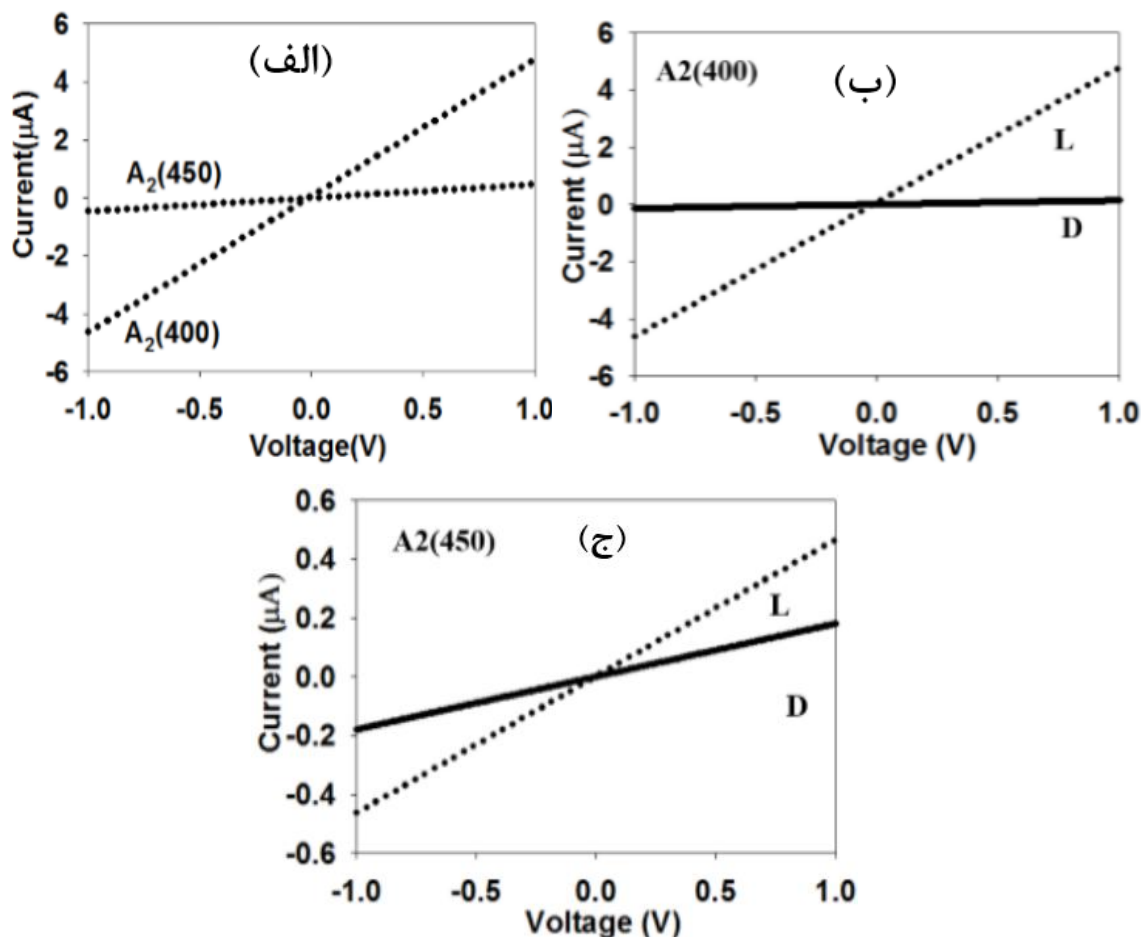 (الف)
6
4
2
0
-2
-4
-6
Current(μA)
A₂(450)
A₂(400)
-1.0 -0.5 0.0 0.5 1.0
Voltage(V)
A2(400)
(ب)
6
4
2
0
-2
-4
-6
Current (μA)
L
D
-1.0 -0.5 0.0 0.5 1.0
Voltage (V)
A2(450)
(ج)
0.6
0.4
0.2
0.0
-0.2
-0.4
-0.6
Current (μA)
L
D
-1.0 -0.5 0.0 0.5 1.0
Voltage (V)